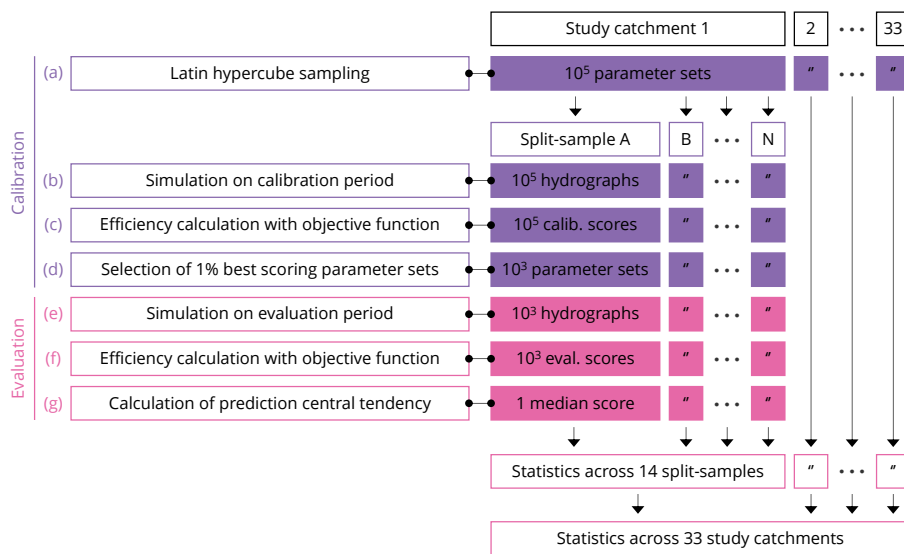 Study catchment 1 2 ••• 33
(a) Latin hypercube sampling 10⁵ parameter sets " ••• "
Split-sample A B ••• N
Calibration
(b) Simulation on calibration period 10⁵ hydrographs " ••• "
(c) Efficiency calculation with objective function 10⁵ calib. scores " ••• "
(d) Selection of 1% best scoring parameter sets 10³ parameter sets " ••• "
Evaluation
(e) Simulation on evaluation period 10³ hydrographs " ••• "
(f) Efficiency calculation with objective function 10³ eval. scores " ••• "
(g) Calculation of prediction central tendency 1 median score " ••• "
Statistics across 14 split-samples " ••• "
Statistics across 33 study catchments